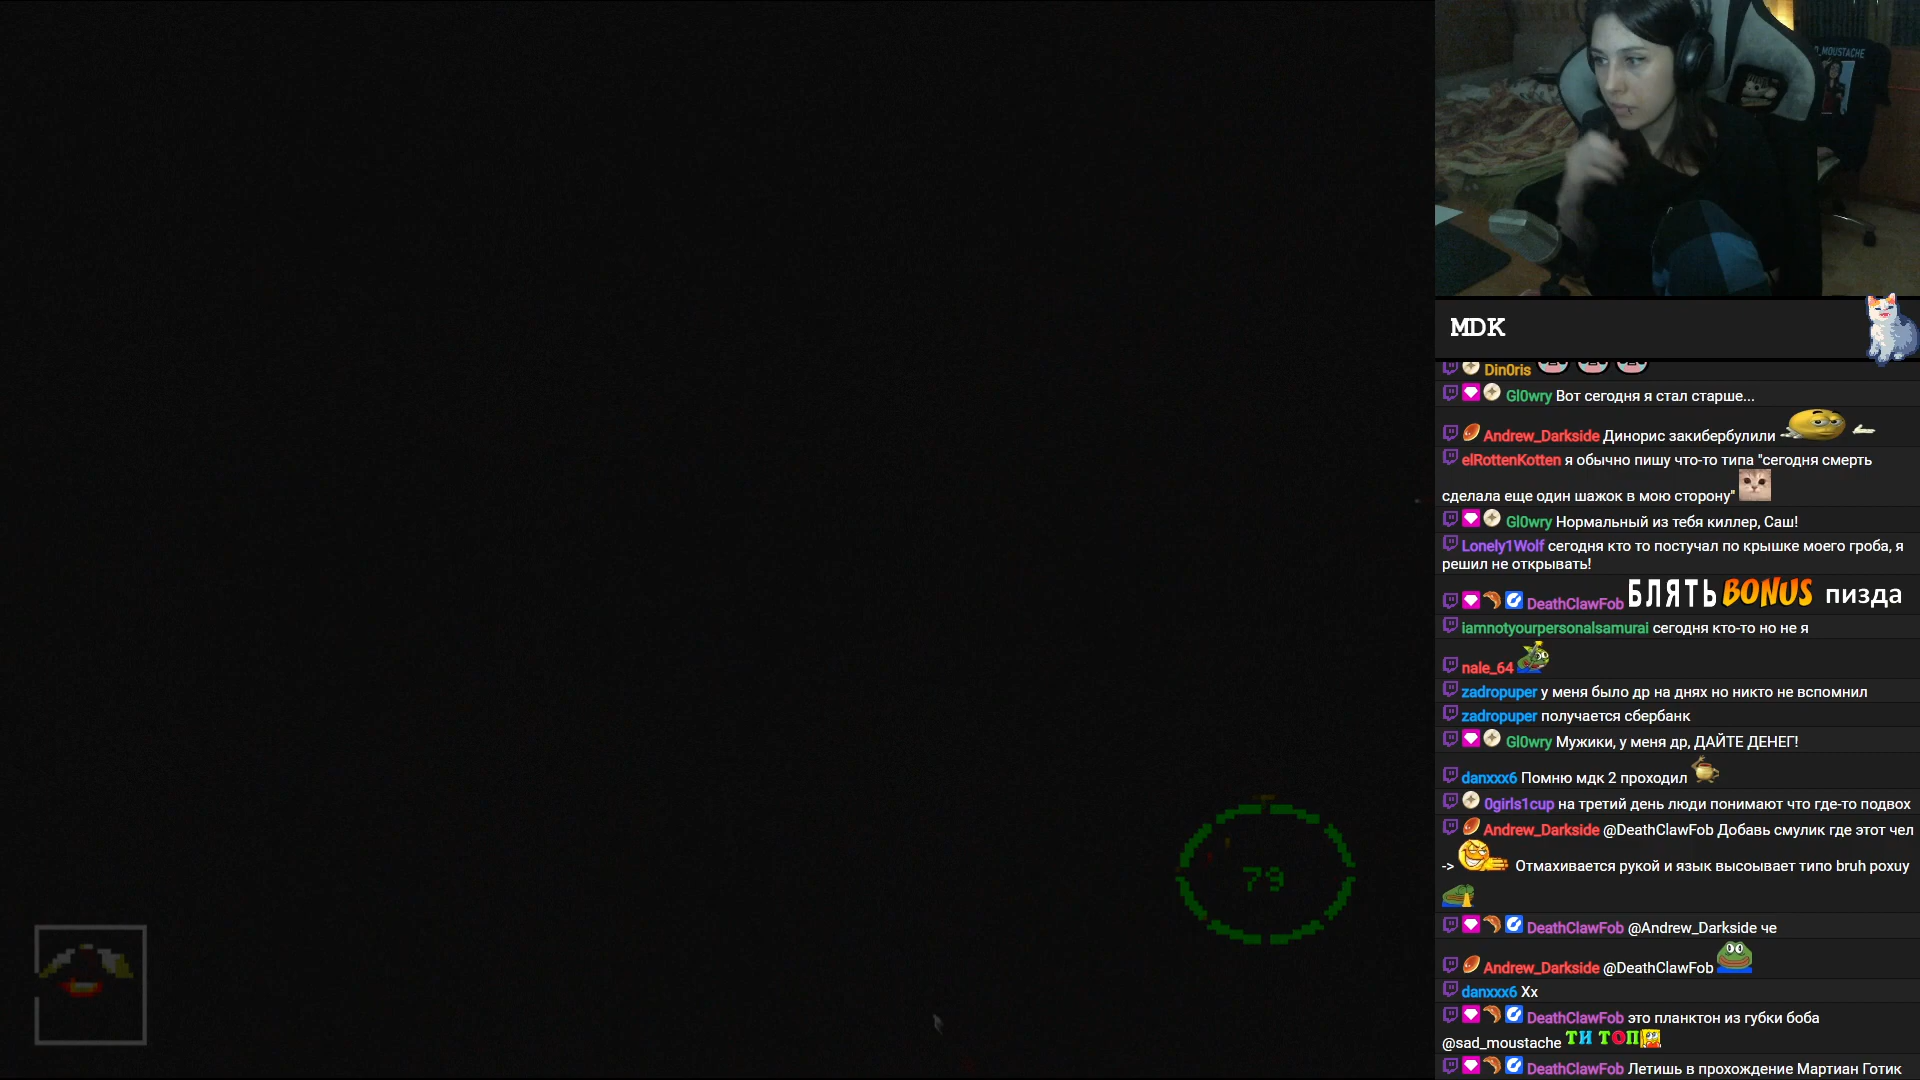 D_MOUSTACHE
MDK
Din0ris
Gl0wry Вот сегодня я стал старше...
Andrew_Darkside Динорис закибербулили
elRottenKotten я обычно пишу что-то типа "сегодня смерть
сделала еще один шажок в мою сторону"
Gl0wry Нормальный из тебя киллер, Саш!
Lonely1Wolf сегодня кто то постучал по крышке моего гроба, я
решил не открывать!
DeathClawFob БЛЯТЬ BONUS пизда
iamnotyourpersonalsamurai сегодня кто-то но не я
nale_64
zadropuper у меня было др на днях но никто не вспомнил
zadropuper получается сбербанк
Gl0wry Мужики, у меня др, ДАЙТЕ ДЕНЕГ!
danxxx6 Помню мдк 2 проходил
0girls1cup на третий день люди понимают что где-то подвох
Andrew_Darkside @DeathClawFob Добавь смулик где этот чел
-> Отмахивается рукой и язык высоывает типо bruh poxuy
79
DeathClawFob @Andrew_Darkside че
Andrew_Darkside @DeathClawFob
danxxx6 Xx
DeathClawFob это планктон из губки боба
@sad_moustache ТИ ТОП
DeathClawFob Летишь в прохождение Мартиан Готик